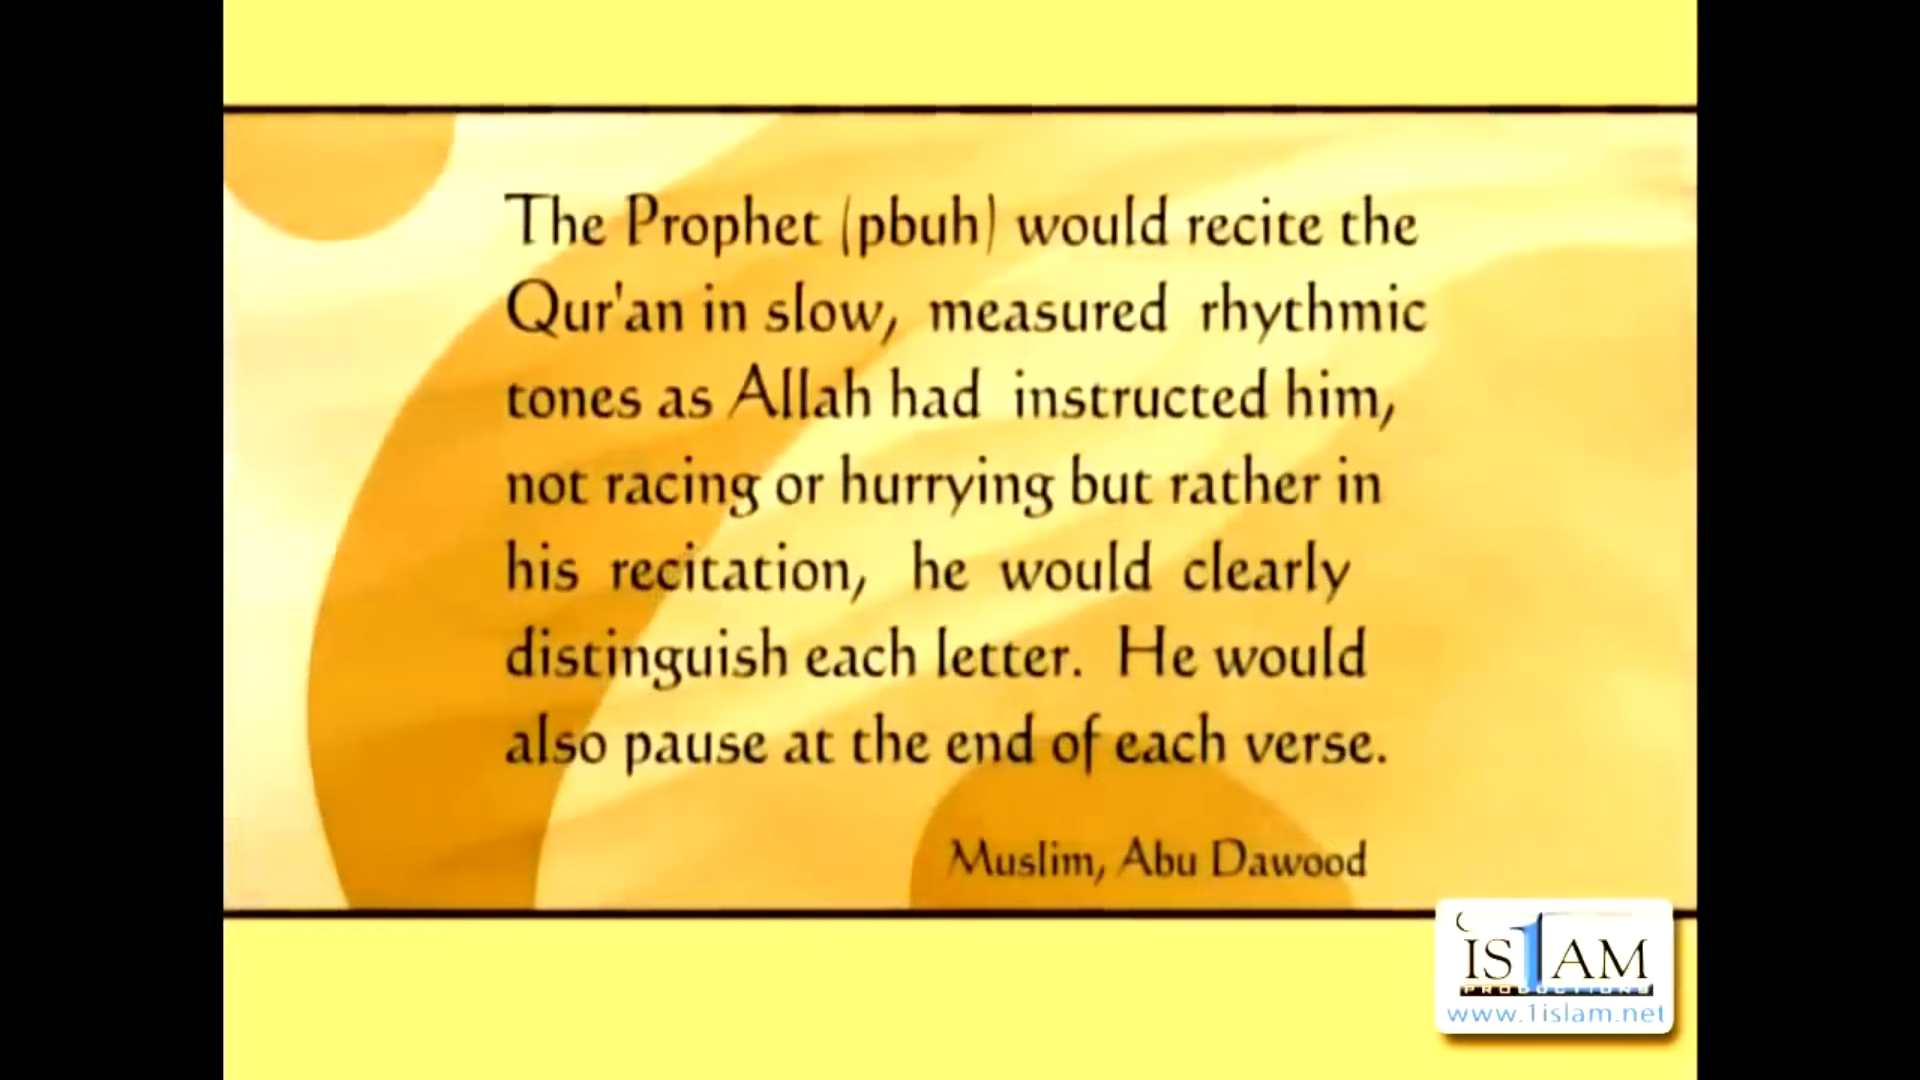 The Prophet (pbuh) would recite the
Qur'an in slow, measured rhythmic
tones as Allah had instructed him,
not racing or hurrying but rather in
his recitation, he would clearly
distinguish each letter. He would
also pause at the end of each verse.
Muslim, Abu Dawood
IS1AM
PRODUCTIONS
www.1islam.net